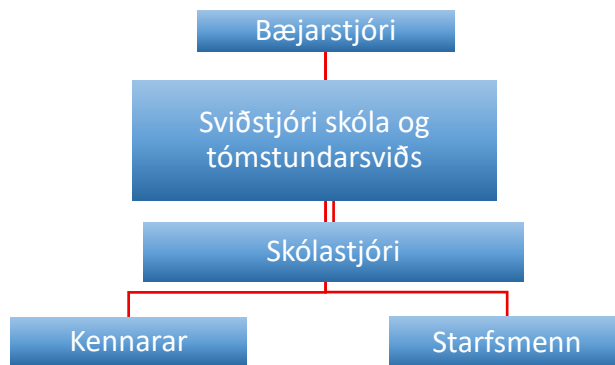 Bæjarstjóri
Sviðstjóri skóla og
tómstundarsviðs
Skólastjóri
Kennarar
Starfsmenn